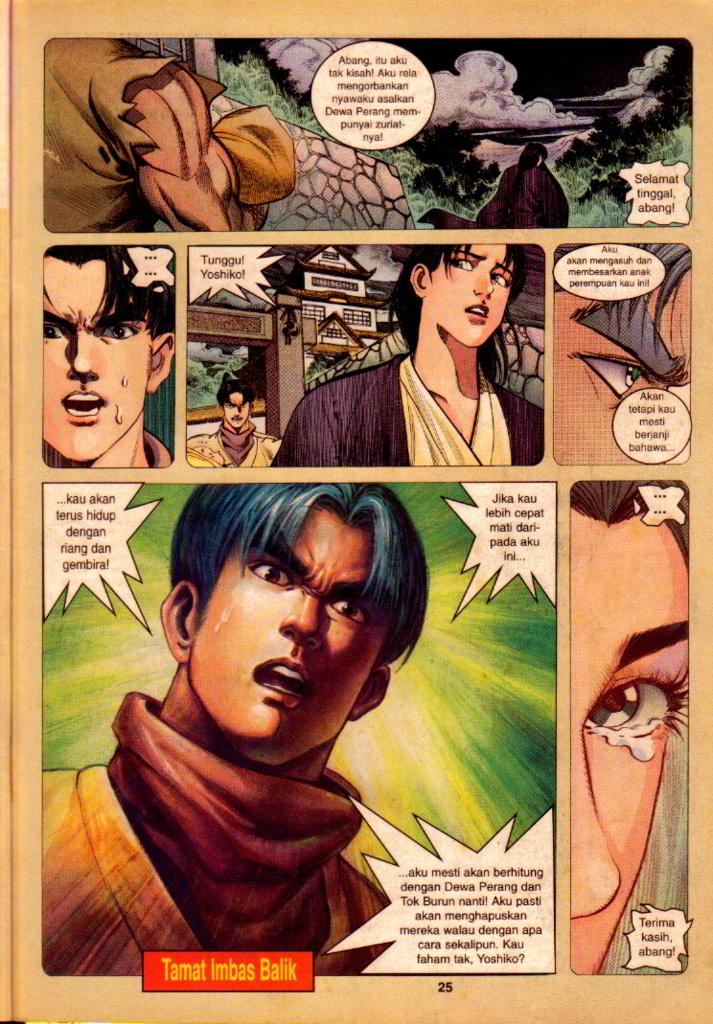 Abang, itu aku
tak kisah! Aku rela
mengorbankan
nyawaku asalkan
Dewa Perang mem-
punyai zuriat-
nya!
Selamat
tinggal,
abang!
...
...
Tunggu!
Yoshiko!
Aku
akan mengasuh dan
membesarkan anak
perempuan kau ini!
Akan
tetapi kau
mesti
berjanji
bahawa...
...kau akan
terus hidup
dengan
riang dan
gembira!
Jika kau
lebih cepat
mati dari-
pada aku
ini...
...aku mesti akan berhitung
dengan Dewa Perang dan
Tok Burun nanti! Aku pasti
akan menghapuskan
mereka walau dengan apa
cara sekalipun. Kau
faham tak, Yoshiko?
...
...
Terima
kasih,
abang!
Tamat Imbas Balik
25